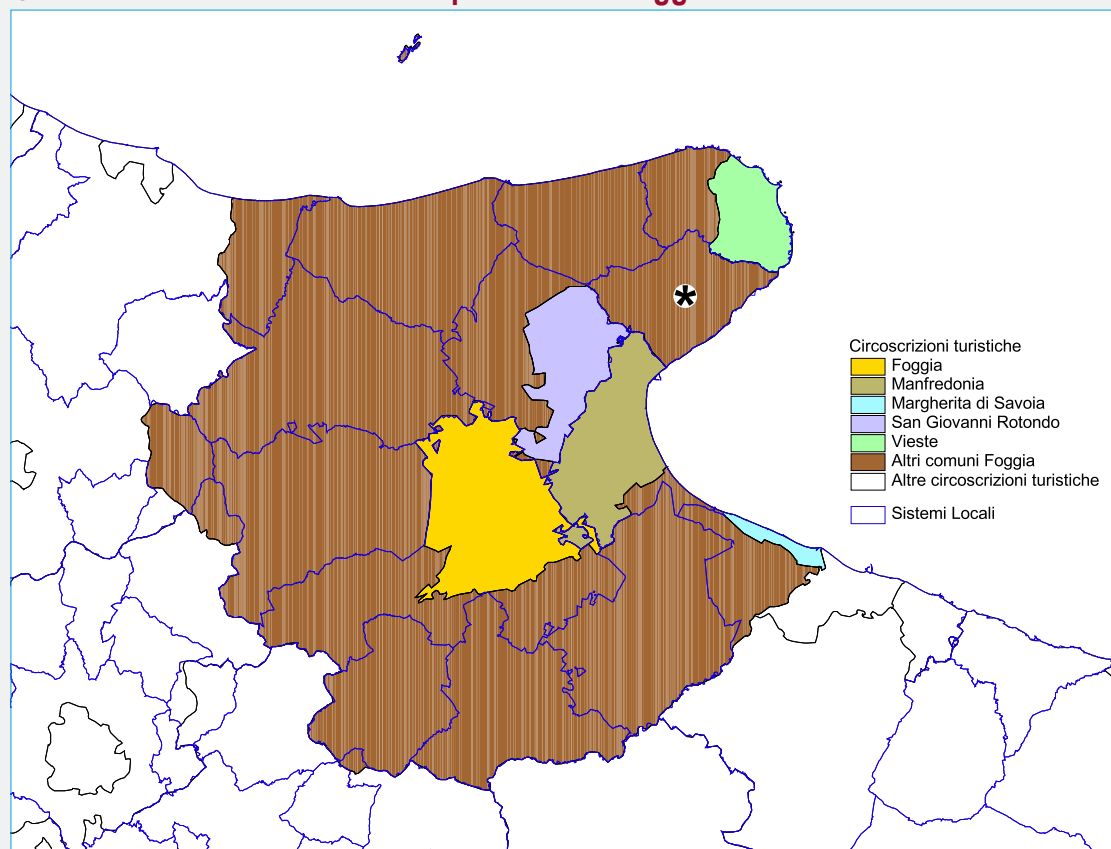 Circoscrizioni turistiche
Foggia
Manfredonia
Margherita di Savoia
San Giovanni Rotondo
Vieste
Altri comuni Foggia
Altre circoscrizioni turistiche
Sistemi Locali
*